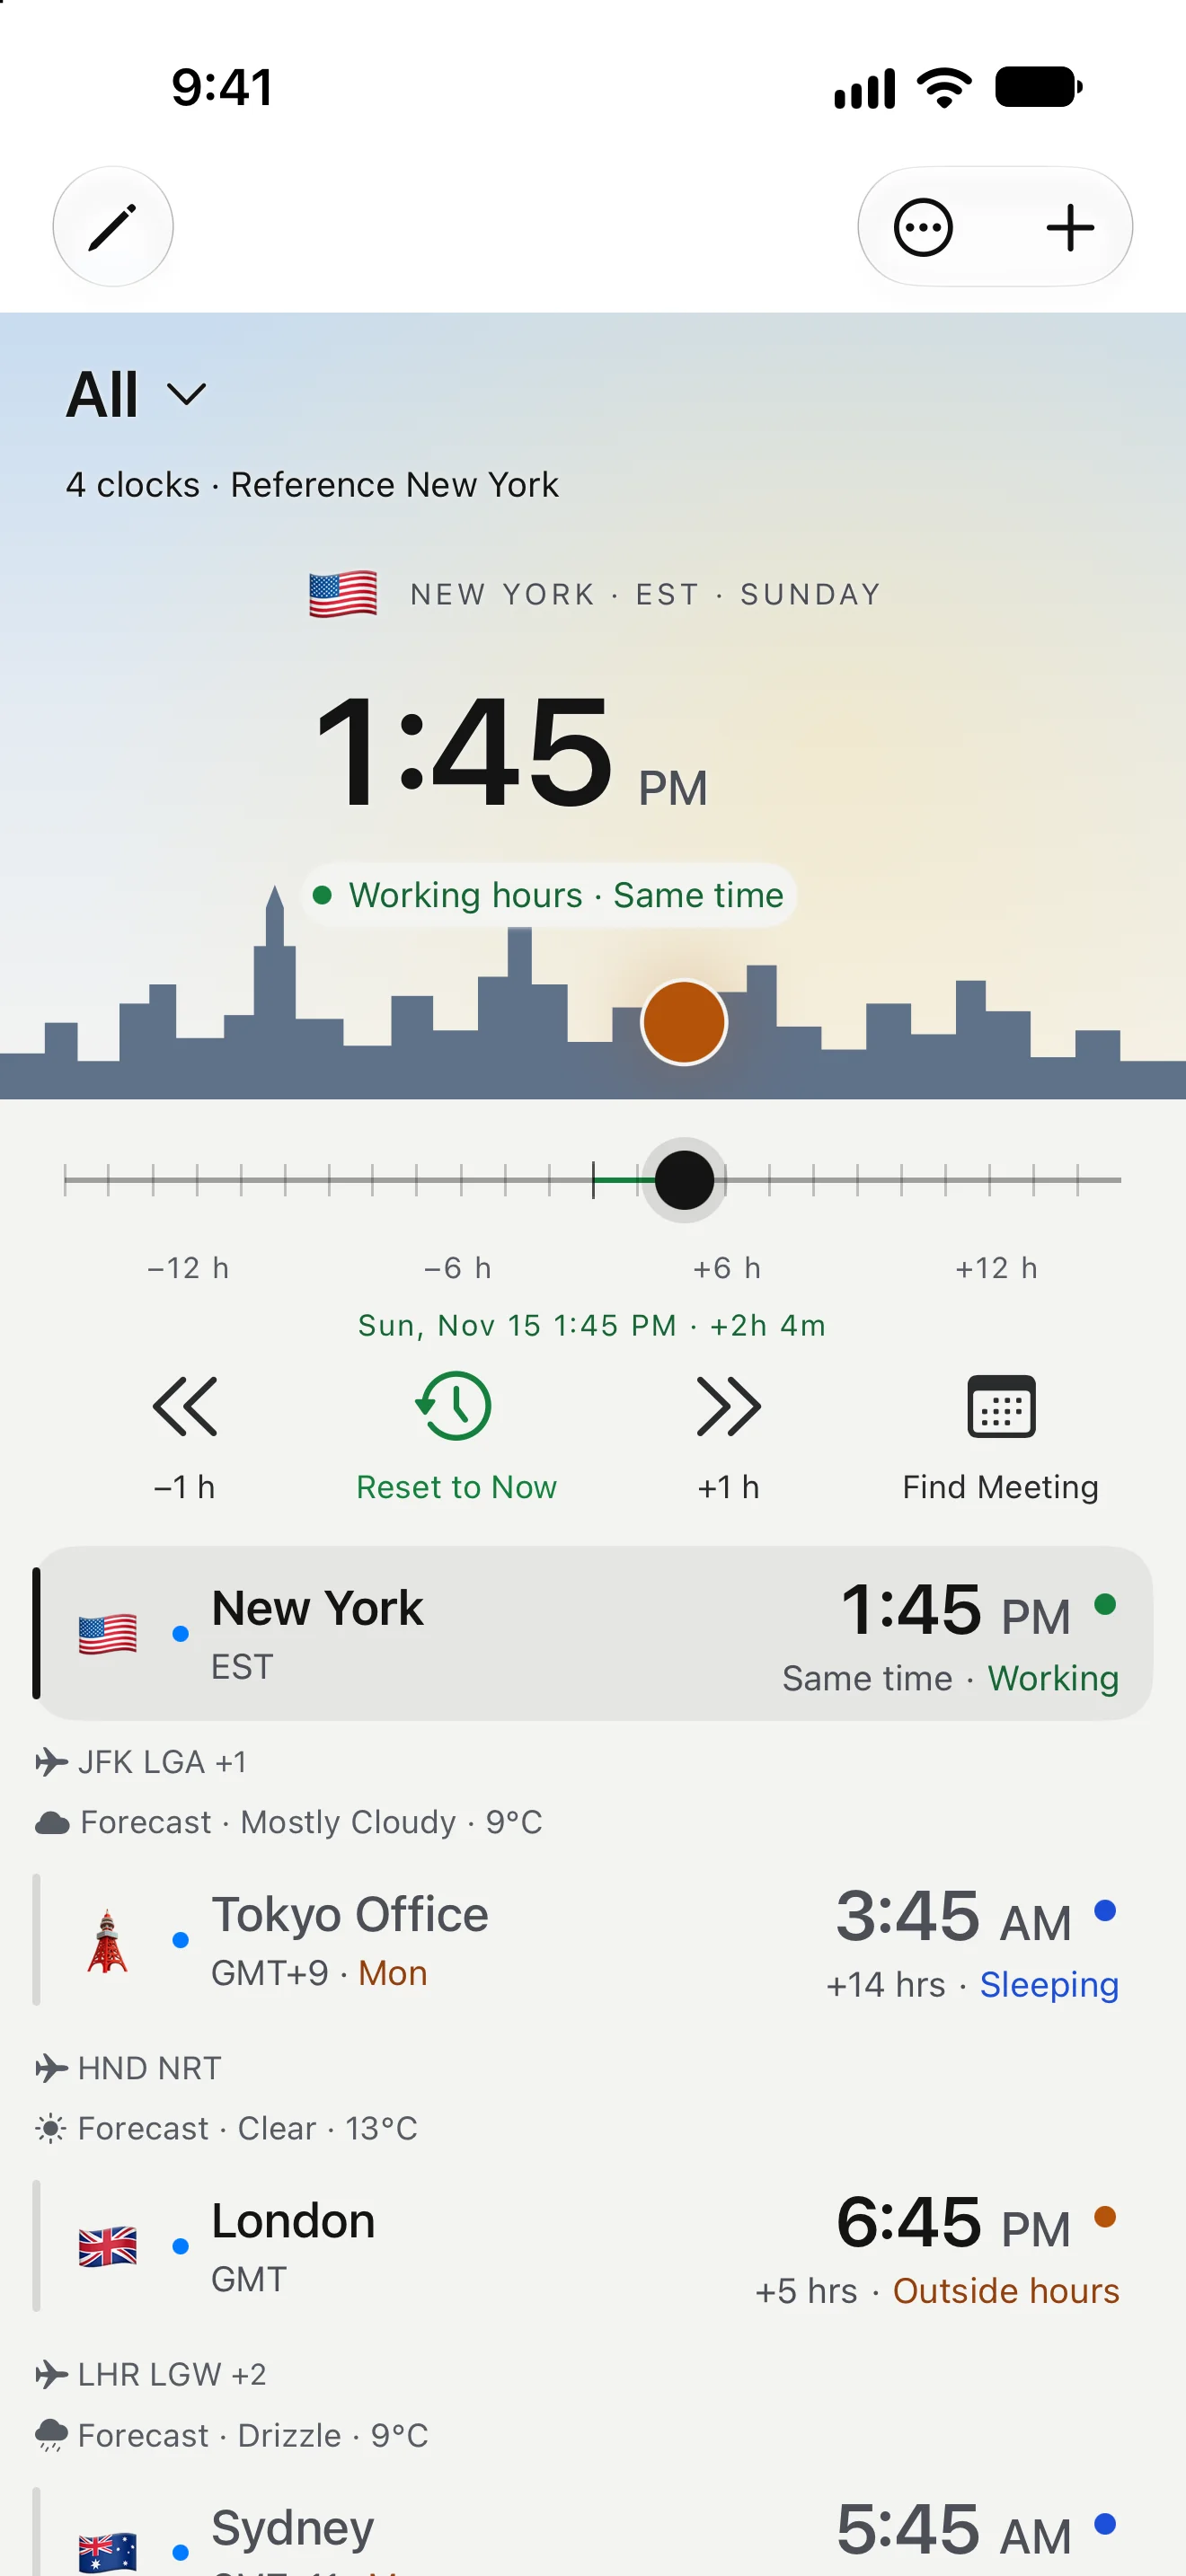 9:41
All
4 clocks · Reference New York
NEW YORK · EST · SUNDAY
1:45 PM
Working hours · Same time
−12 h −6 h +6 h +12 h
Sun, Nov 15 1:45 PM · +2h 4m
−1 h Reset to Now +1 h Find Meeting
New York 1:45 PM
EST Same time · Working
JFK LGA +1
Forecast · Mostly Cloudy · 9°C
Tokyo Office 3:45 AM
GMT+9 · Mon +14 hrs · Sleeping
HND NRT
Forecast · Clear · 13°C
London 6:45 PM
GMT +5 hrs · Outside hours
LHR LGW +2
Forecast · Drizzle · 9°C
Sydney 5:45 AM